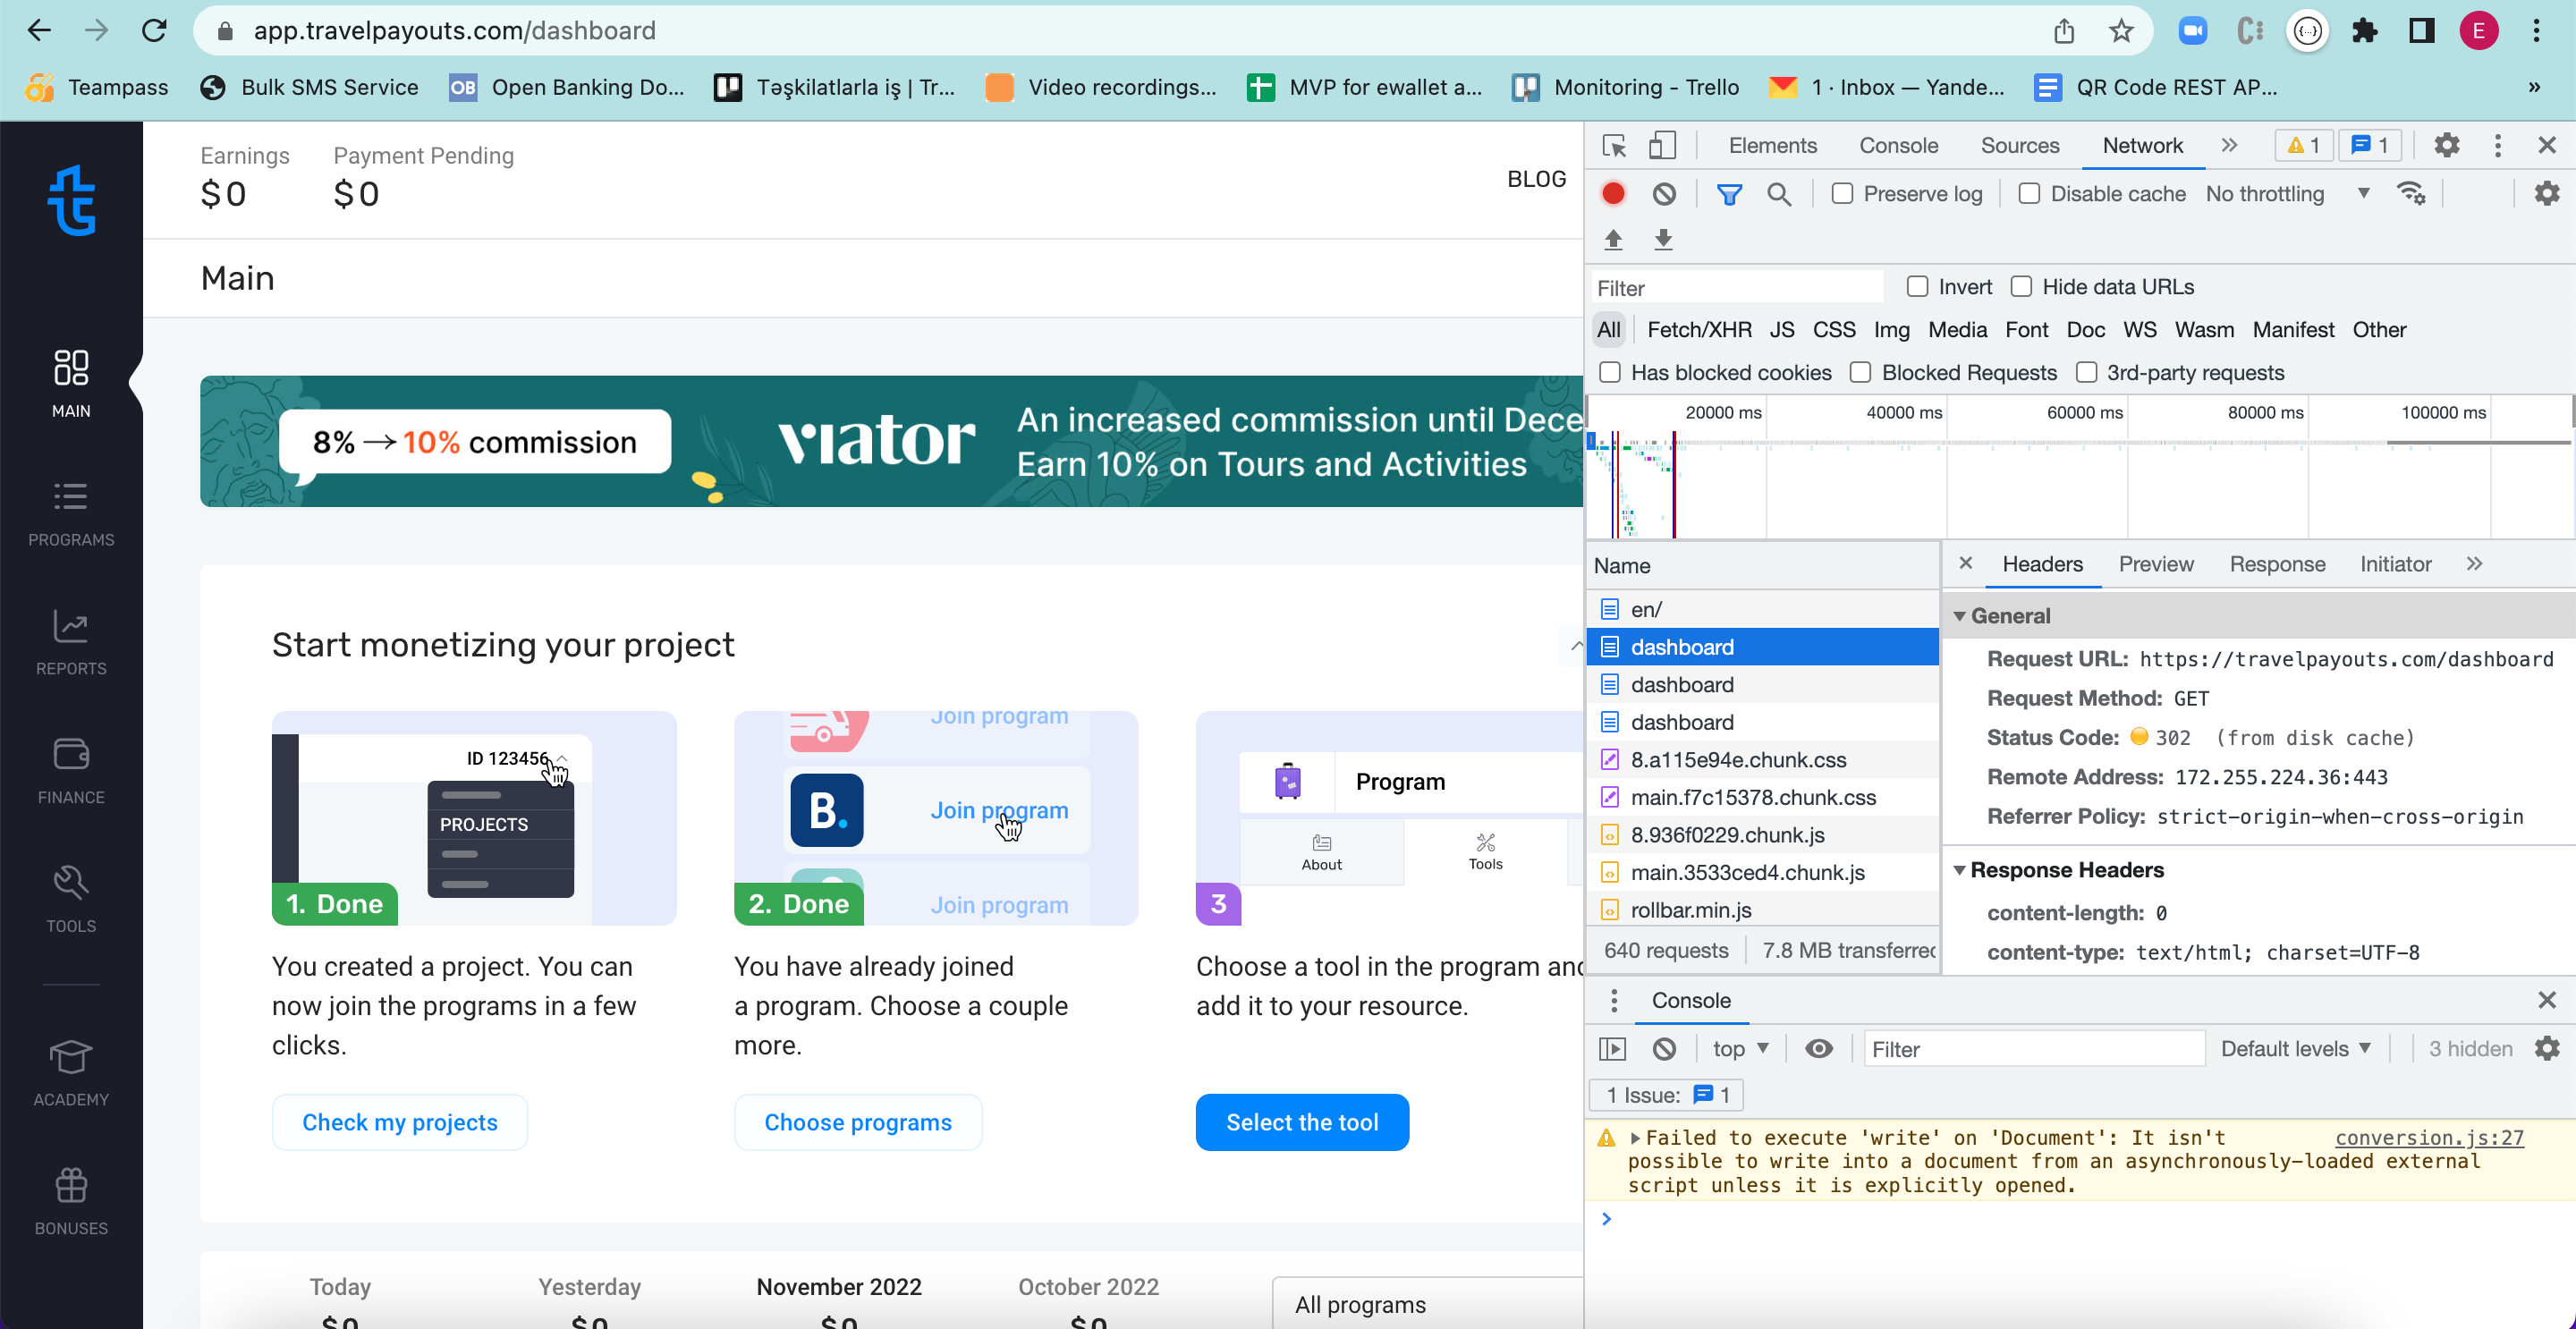 app.travelpayouts.com/dashboard
E
Teampass
Bulk SMS Service
OB Open Banking Do...
Təşkilatlarla iş | Tr...
Video recordings...
MVP for ewallet a...
Monitoring - Trello
1 · Inbox — Yande...
QR Code REST AP...
»
Earnings
$0
Payment Pending
$0
BLOG
Main
MAIN
PROGRAMS
REPORTS
FINANCE
TOOLS
ACADEMY
BONUSES
8% → 10% commission
viator
An increased commission until Dece
Earn 10% on Tours and Activities
Start monetizing your project
ID 123456
PROJECTS
1. Done
You created a project. You can
now join the programs in a few
clicks.
Check my projects
Join program
B.
Join program
Join program
2. Done
You have already joined
a program. Choose a couple
more.
Choose programs
Program
About
Tools
3
Choose a tool in the program and
add it to your resource.
Select the tool
Today
$0
Yesterday
$0
November 2022
$0
October 2022
$0
All programs
Elements
Console
Sources
Network
»
1
1
Preserve log
Disable cache
No throttling
Filter
Invert
Hide data URLs
All
Fetch/XHR JS CSS Img Media Font Doc WS Wasm Manifest Other
Has blocked cookies
Blocked Requests
3rd-party requests
20000 ms
40000 ms
60000 ms
80000 ms
100000 ms
Name
en/
dashboard
dashboard
dashboard
8.a115e94e.chunk.css
main.f7c15378.chunk.css
8.936f0229.chunk.js
main.3533ced4.chunk.js
rollbar.min.js
640 requests
7.8 MB transferred
Headers
Preview
Response
Initiator
»
General
Request URL: https://travelpayouts.com/dashboard
Request Method: GET
Status Code: 302 (from disk cache)
Remote Address: 172.255.224.36:443
Referrer Policy: strict-origin-when-cross-origin
Response Headers
content-length: 0
content-type: text/html; charset=UTF-8
Console
top
Filter
Default levels
3 hidden
1 Issue: 1
Failed to execute 'write' on 'Document': It isn't
conversion.js:27
possible to write into a document from an asynchronously-loaded external
script unless it is explicitly opened.